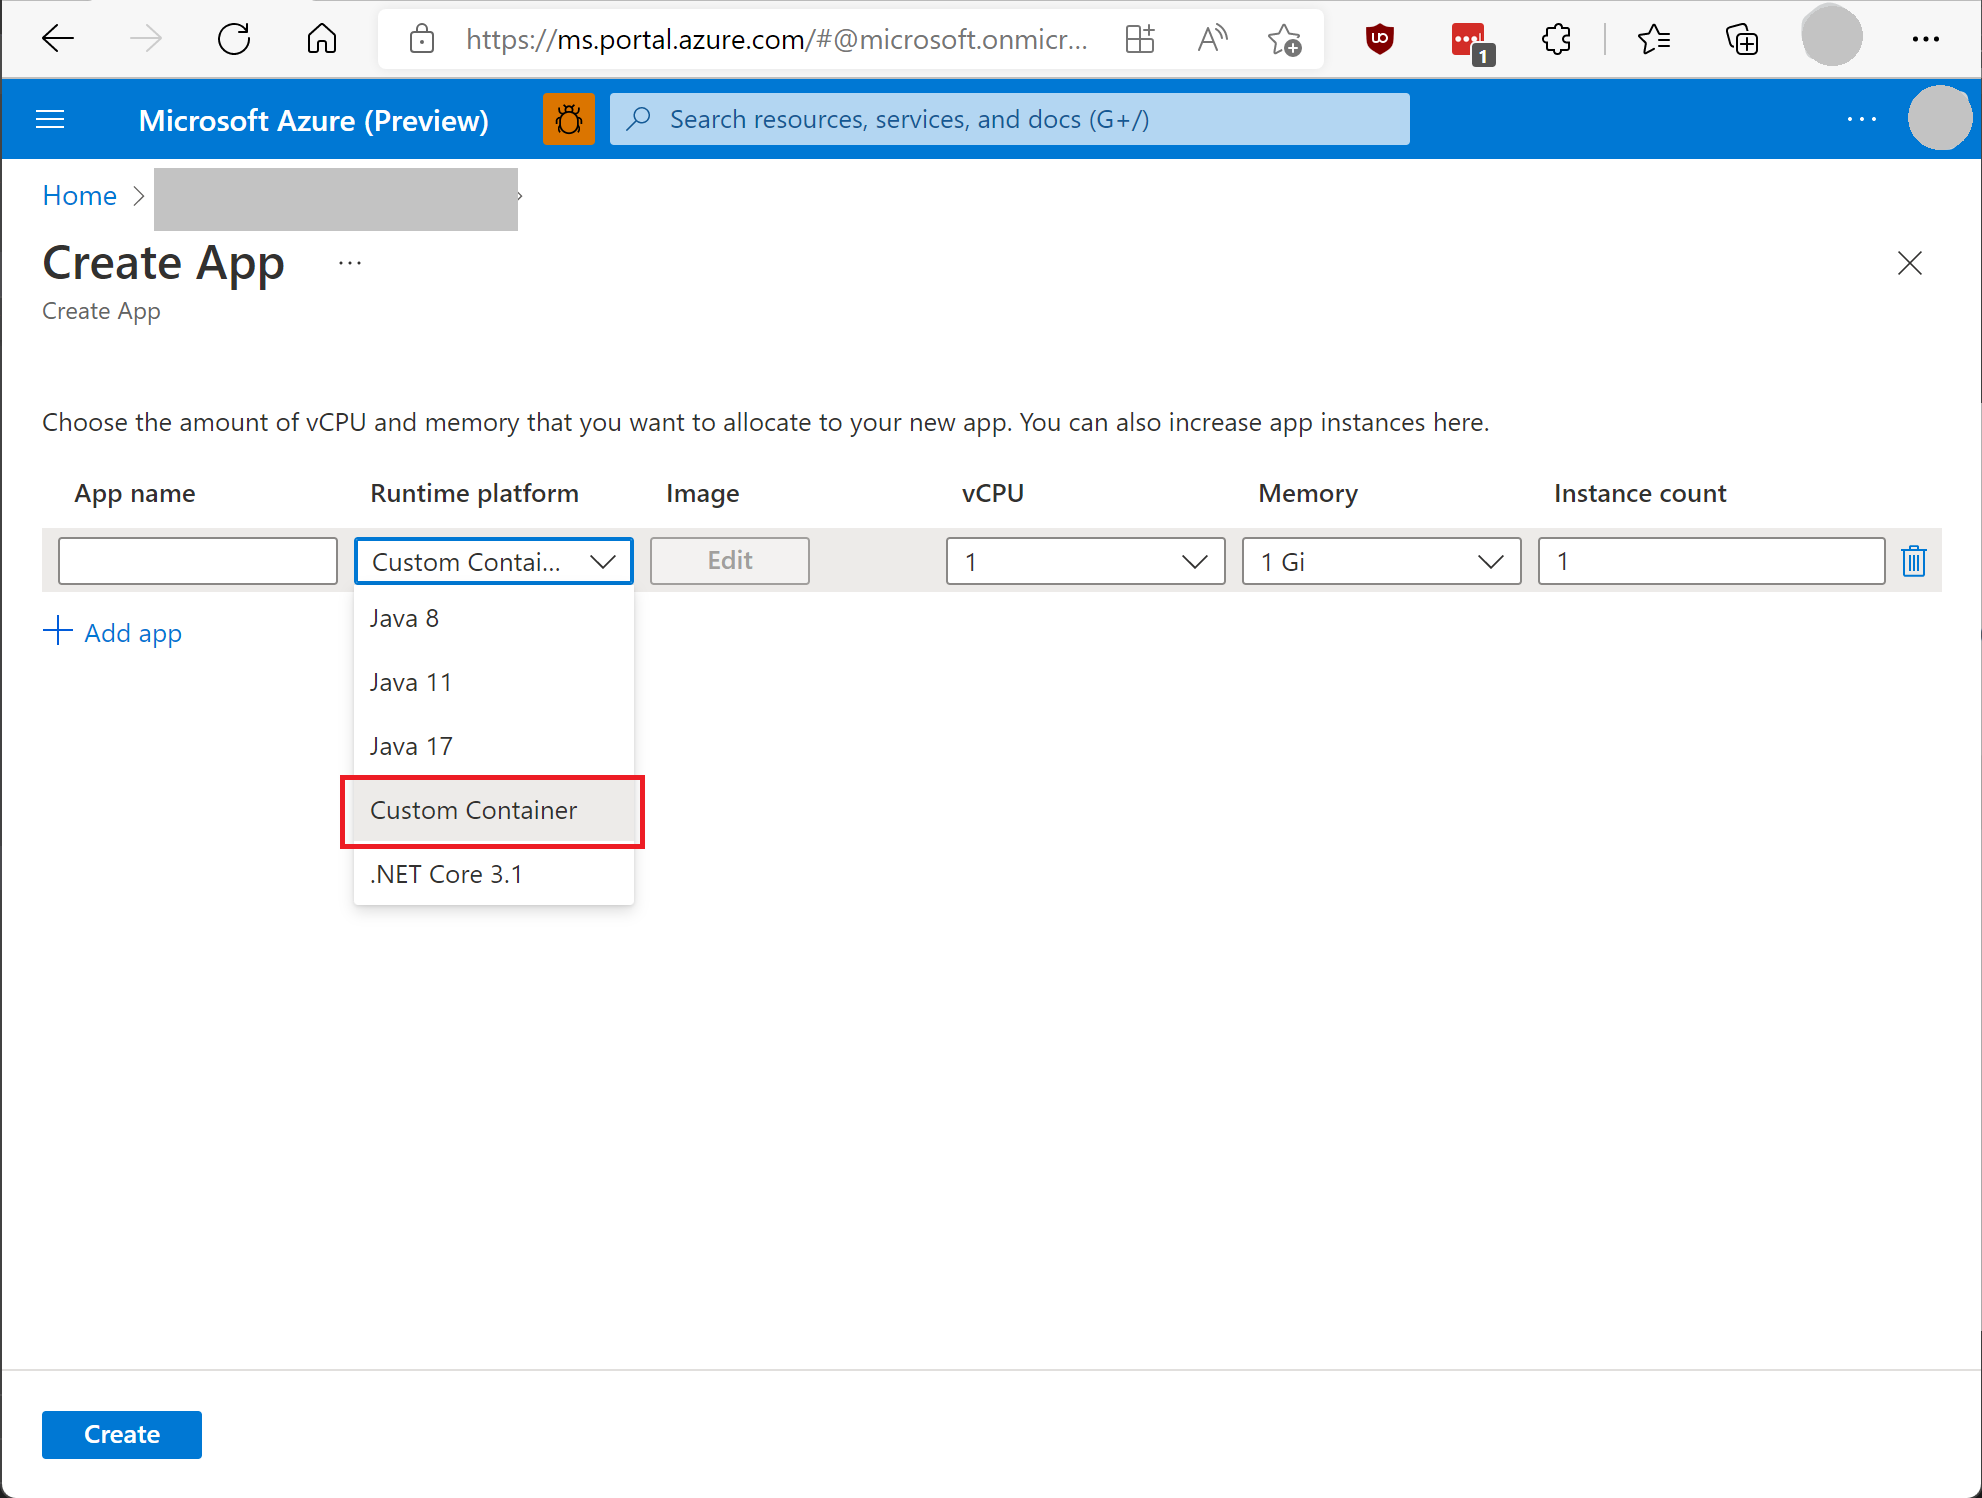 https://ms.portal.azure.com/#@microsoft.onmicr...
1
Microsoft Azure (Preview)
Search resources, services, and docs (G+/)
Home
Create App
Create App
Choose the amount of vCPU and memory that you want to allocate to your new app. You can also increase app instances here.
App name Runtime platform Image vCPU Memory Instance count
Custom Contai... Edit 1 1 Gi 1
Java 8
Add app
Java 11
Java 17
Custom Container
.NET Core 3.1
Create